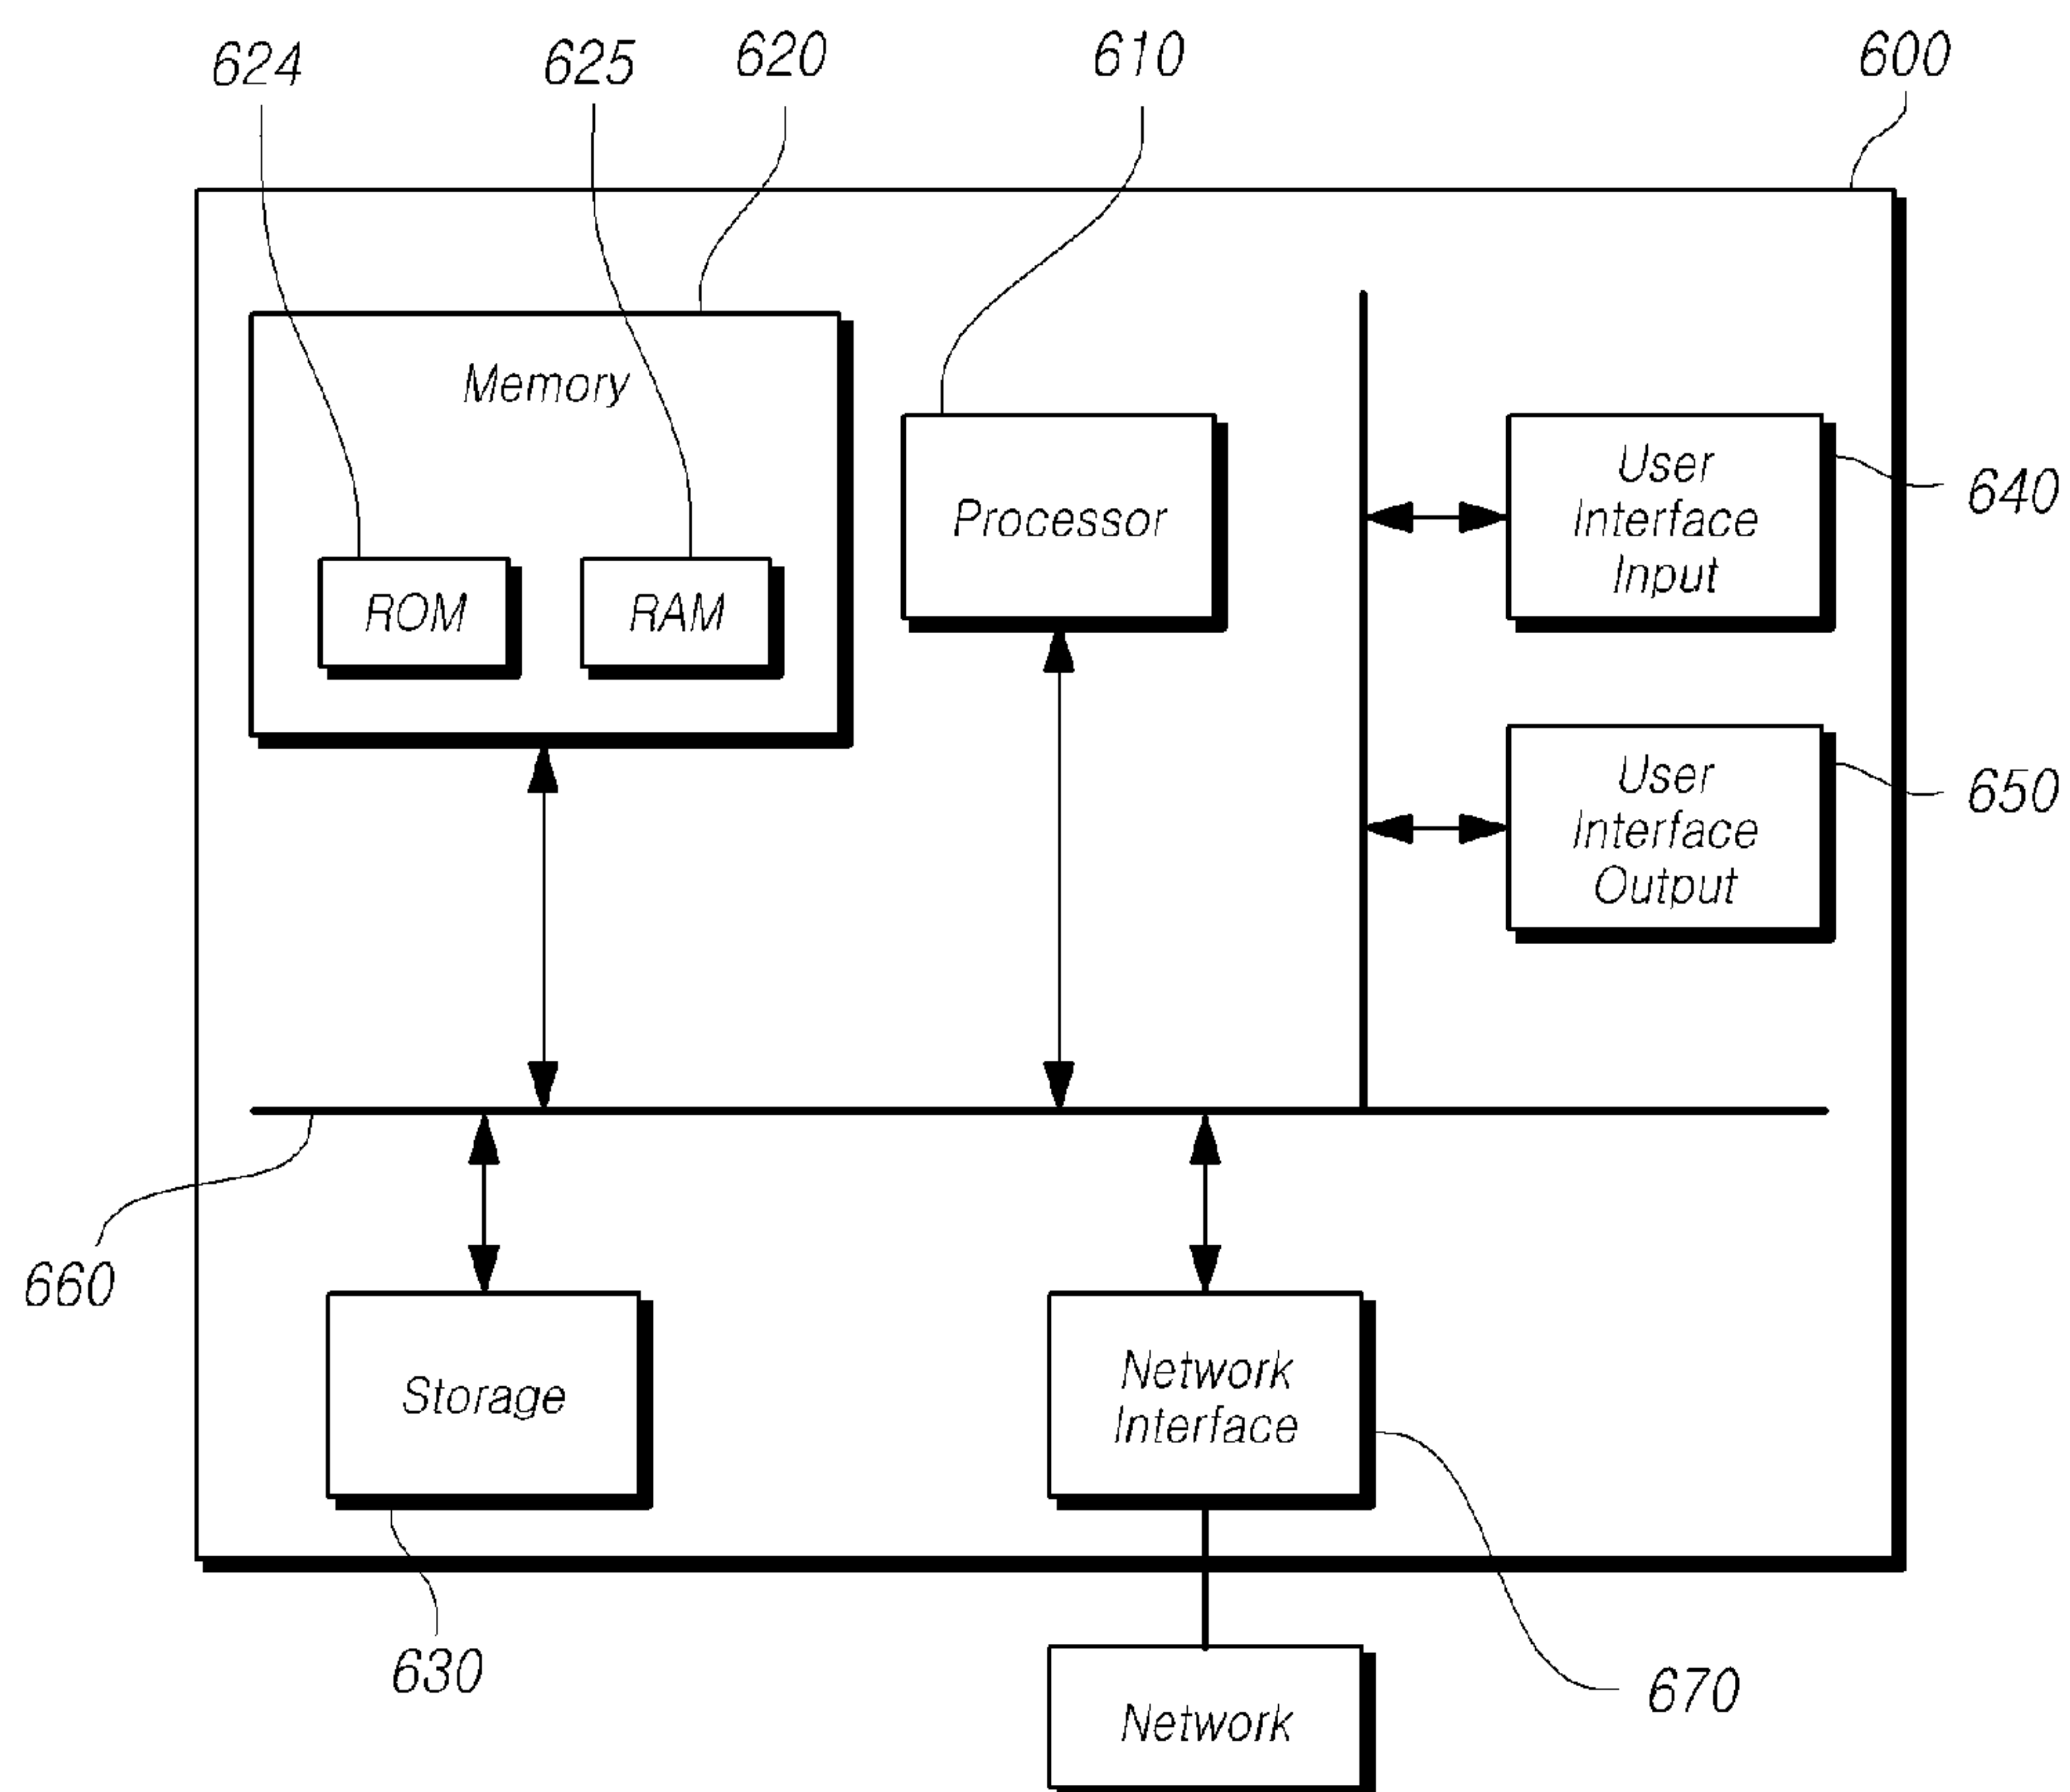 624
625
620
610
600
Memory
ROM
RAM
Processor
User
Interface
Input
640
User
Interface
Output
650
660
Storage
Network
Interface
630
670
Network